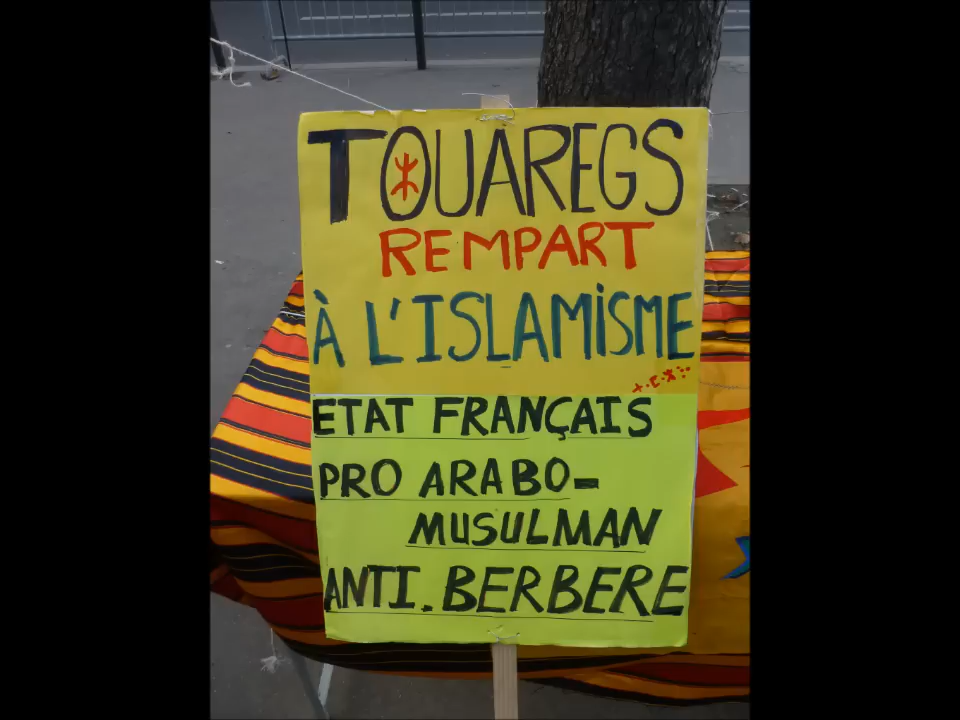 TOUAREGS
REMPART
À L'ISLAMISME
ETAT FRANÇAIS
PRO ARABO-
MUSULMAN
ANTI. BERBERE